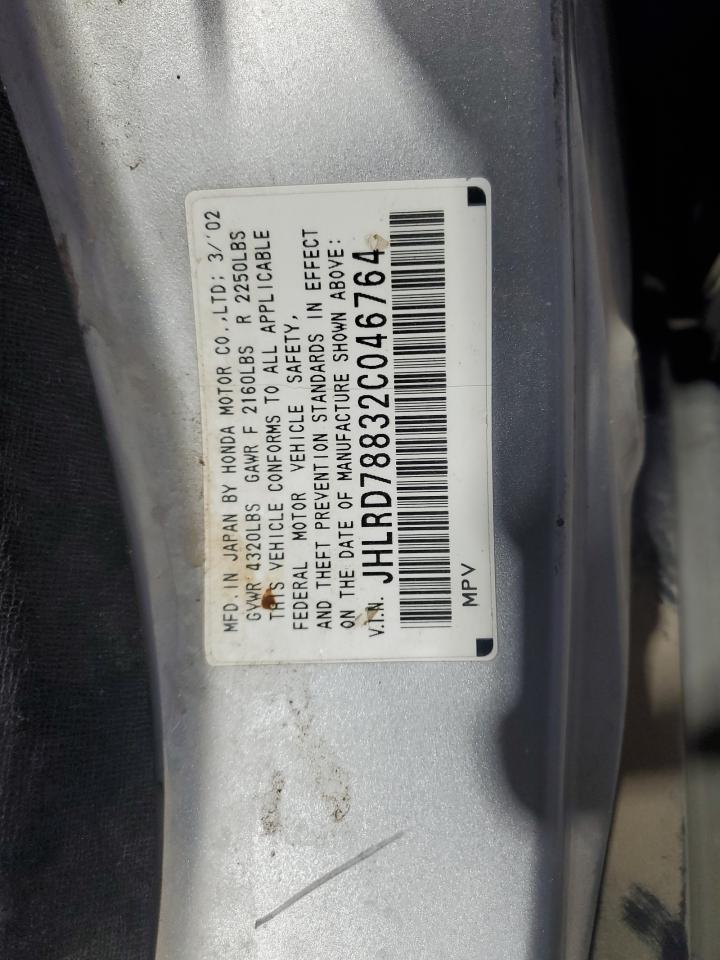 MFD. IN JAPAN BY HONDA MOTOR CO.,LTD; 3/'02
GVWR 4320LBS GAWR F 2160LBS R 2250LBS
THIS VEHICLE CONFORMS TO ALL APPLICABLE
FEDERAL MOTOR VEHICLE SAFETY,
AND THEFT PREVENTION STANDARDS IN EFFECT
ON THE DATE OF MANUFACTURE SHOWN ABOVE:
V.I.N. JHLRD78832C046764
MPV